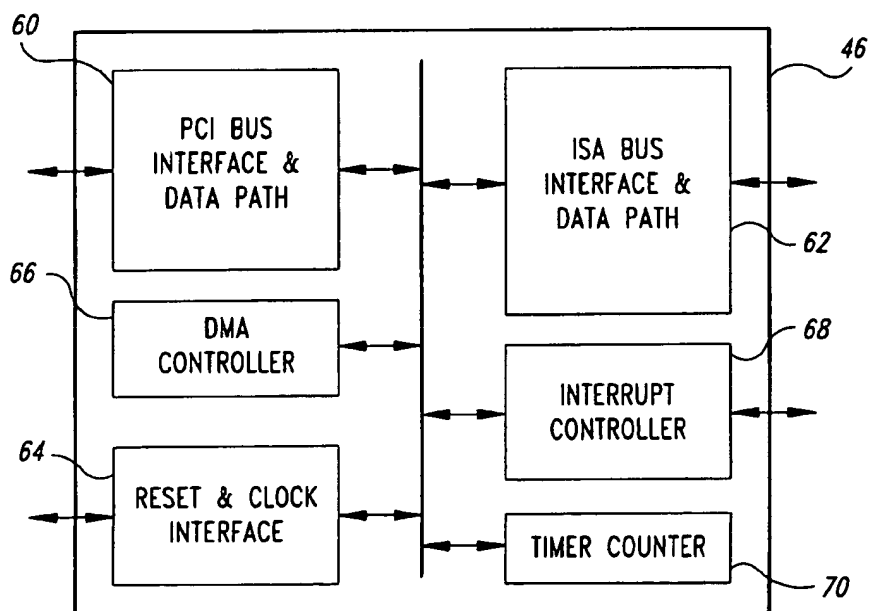 60
46
PCI BUS
INTERFACE &
DATA PATH
ISA BUS
INTERFACE &
DATA PATH
62
66
DMA
CONTROLLER
68
INTERRUPT
CONTROLLER
64
RESET & CLOCK
INTERFACE
TIMER COUNTER
70